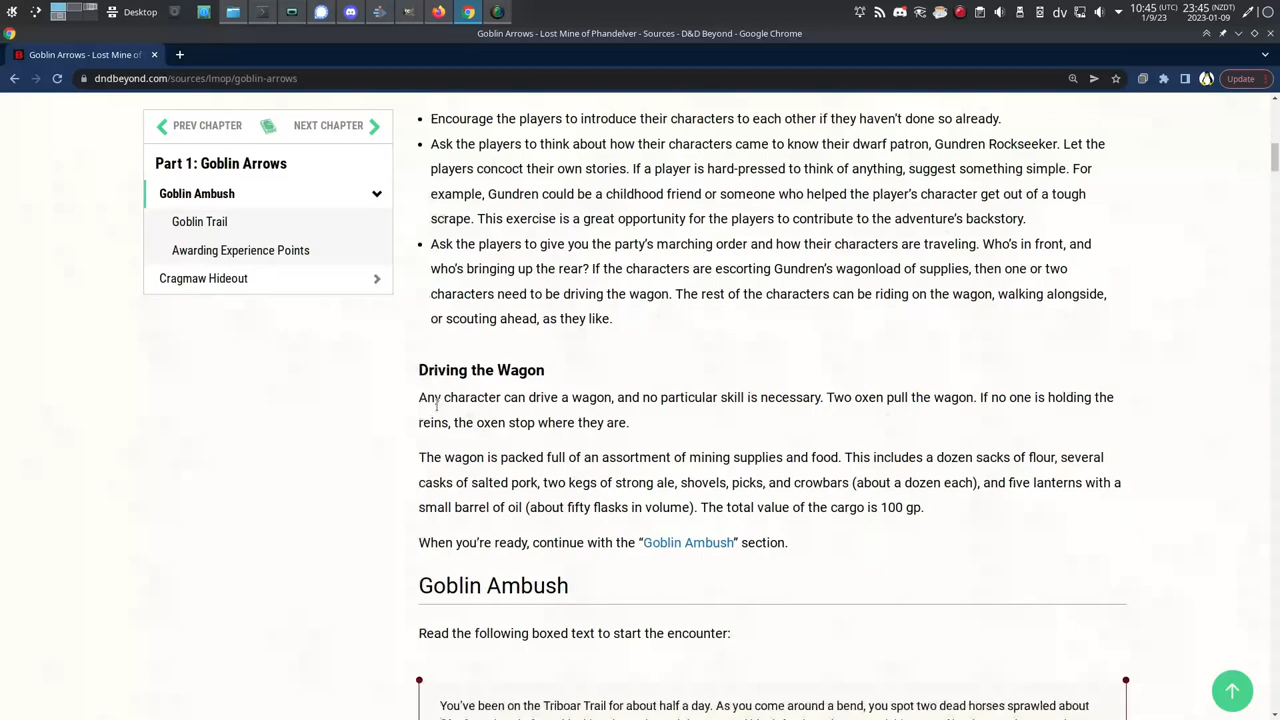 Desktop
10:45 (UTC)
1/9/23
23:45 (NZDT)
2023-01-09
dv
Goblin Arrows - Lost Mine of Phandelver - Sources - D&D Beyond - Google Chrome
Goblin Arrows - Lost Mine of
dndbeyond.com/sources/lmop/goblin-arrows
Update
PREV CHAPTER
NEXT CHAPTER
Part 1: Goblin Arrows
Goblin Ambush
Goblin Trail
Awarding Experience Points
Cragmaw Hideout
• Encourage the players to introduce their characters to each other if they haven't done so already.
• Ask the players to think about how their characters came to know their dwarf patron, Gundren Rockseeker. Let the
players concoct their own stories. If a player is hard-pressed to think of anything, suggest something simple. For
example, Gundren could be a childhood friend or someone who helped the player's character get out of a tough
scrape. This exercise is a great opportunity for the players to contribute to the adventure's backstory.
• Ask the players to give you the party's marching order and how their characters are traveling. Who's in front, and
who's bringing up the rear? If the characters are escorting Gundren's wagonload of supplies, then one or two
characters need to be driving the wagon. The rest of the characters can be riding on the wagon, walking alongside,
or scouting ahead, as they like.
Driving the Wagon
Any character can drive a wagon, and no particular skill is necessary. Two oxen pull the wagon. If no one is holding the
reins, the oxen stop where they are.
The wagon is packed full of an assortment of mining supplies and food. This includes a dozen sacks of flour, several
casks of salted pork, two kegs of strong ale, shovels, picks, and crowbars (about a dozen each), and five lanterns with a
small barrel of oil (about fifty flasks in volume). The total value of the cargo is 100 gp.
When you're ready, continue with the “Goblin Ambush” section.
Goblin Ambush
Read the following boxed text to start the encounter:
You've been on the Triboar Trail for about half a day. As you come around a bend, you spot two dead horses sprawled about